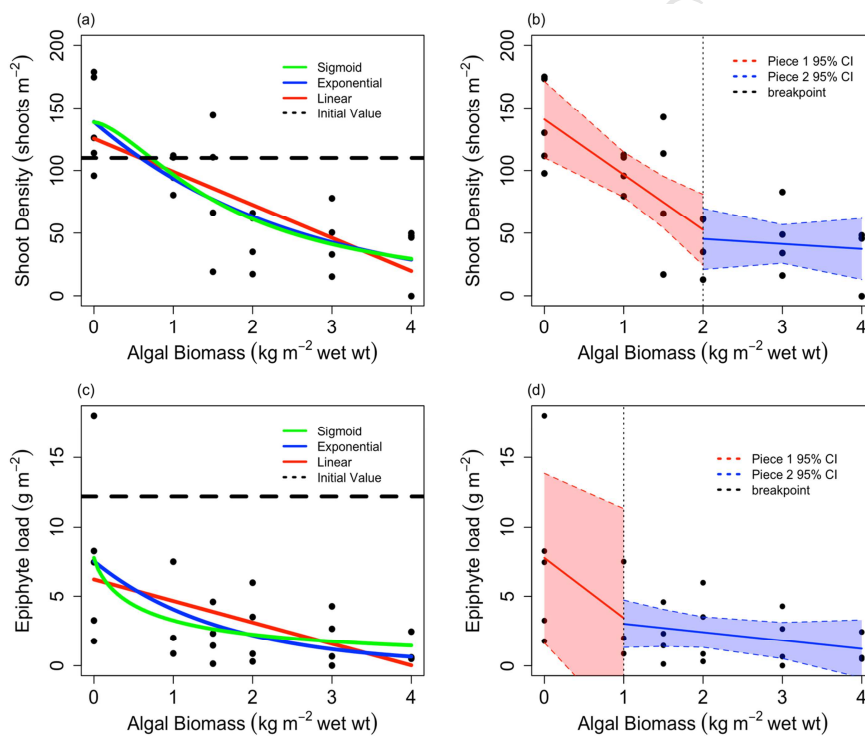 (a)
200
150
100
50
0
Shoot Density (shoots m⁻²)
Sigmoid
Exponential
Linear
Initial Value
0 1 2 3 4
Algal Biomass (kg m⁻² wet wt)
(b)
200
150
100
50
0
Shoot Density (shoots m⁻²)
Piece 1 95% CI
Piece 2 95% CI
breakpoint
0 1 2 3 4
Algal Biomass (kg m⁻² wet wt)
(c)
15
10
5
0
Epiphyte load (g m⁻²)
Sigmoid
Exponential
Linear
Initial Value
0 1 2 3 4
Algal Biomass (kg m⁻² wet wt)
(d)
15
10
5
0
Epiphyte load (g m⁻²)
Piece 1 95% CI
Piece 2 95% CI
breakpoint
0 1 2 3 4
Algal Biomass (kg m⁻² wet wt)